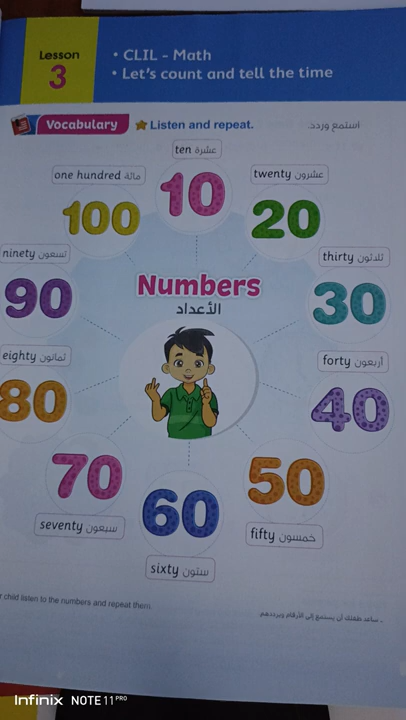 Lesson
3
• CLIL - Math
• Let's count and tell the time
Vocabulary
Listen and repeat.
استمع وردد.
ten عشرة
10
one hundred مائة
100
twenty عشرون
20
ninety تسعون
90
thirty ثلاثون
30
Numbers
الأعداد
eighty ثمانون
80
forty أربعون
40
70
seventy سبعون
50
fifty خمسون
60
sixty ستون
child listen to the numbers and repeat them.
ساعد طفلك أن يستمع إلى الأرقام ويرددهم.
Infinix NOTE 11 PRO